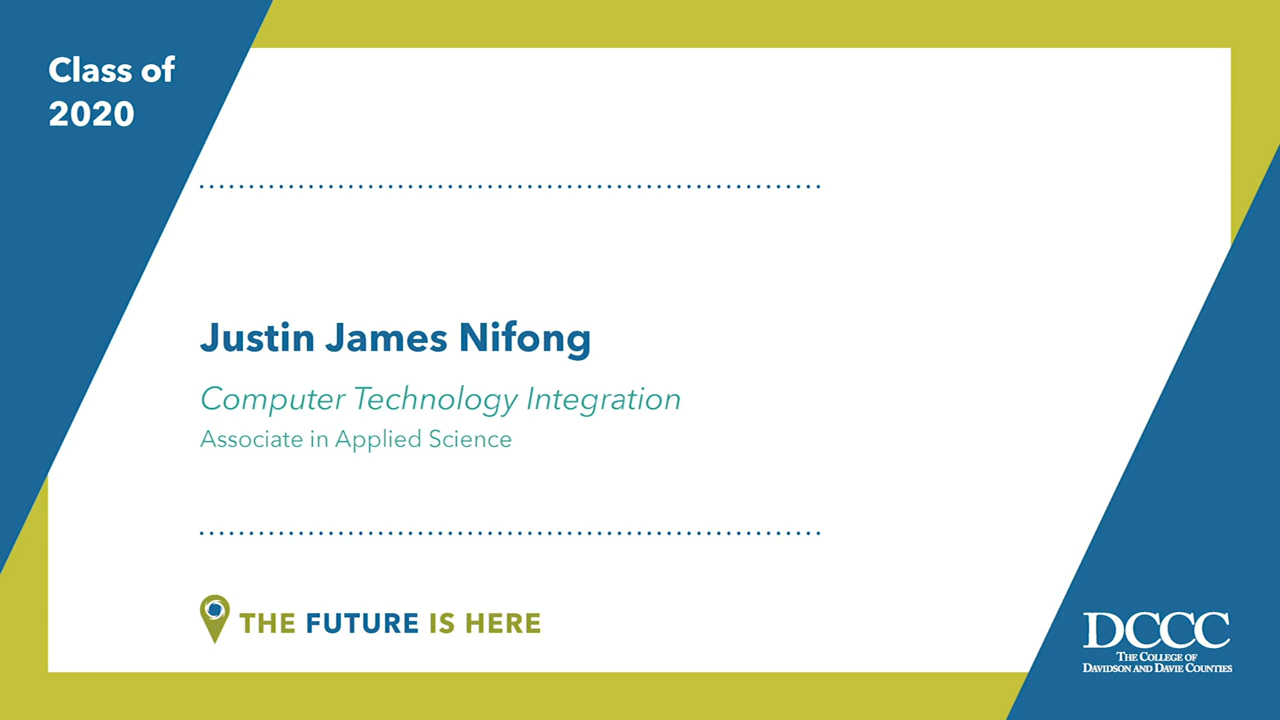 Class of
2020
Justin James Nifong
Computer Technology Integration
Associate in Applied Science
THE FUTURE IS HERE
DCCC
THE COLLEGE OF
DAVIDSON AND DAVIE COUNTIES